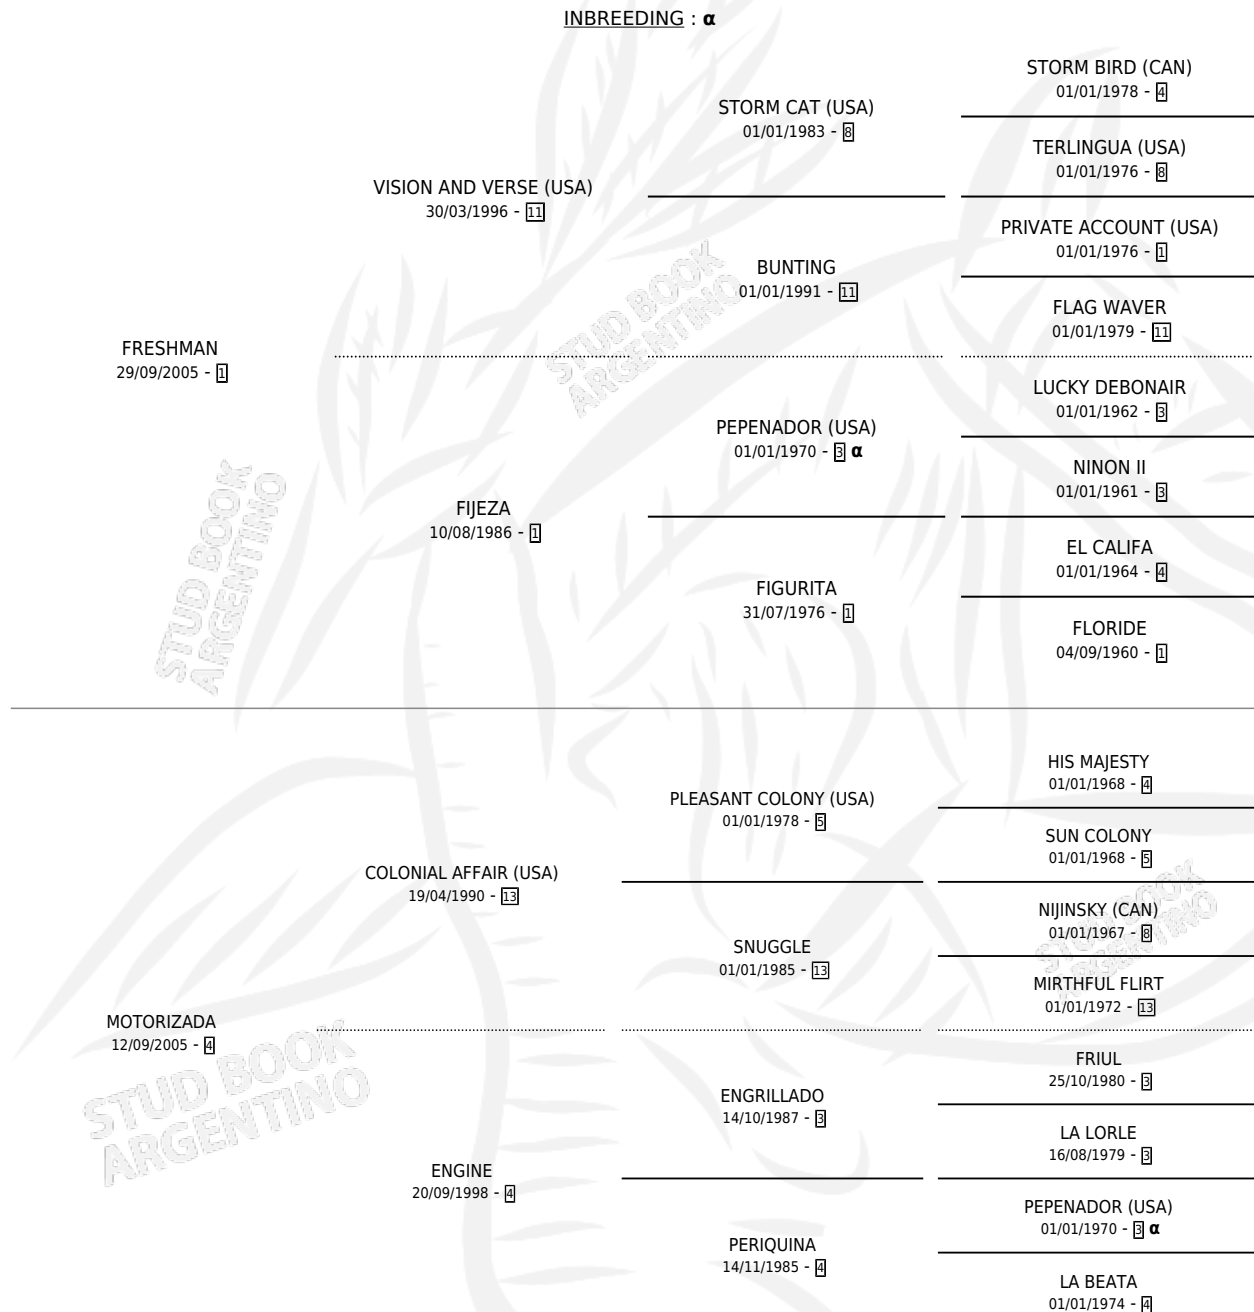 INBREEDING : α
STORM BIRD (CAN)
01/01/1978 - 4
STORM CAT (USA)
01/01/1983 - 8
TERLINGUA (USA)
01/01/1976 - 8
VISION AND VERSE (USA)
30/03/1996 - 11
PRIVATE ACCOUNT (USA)
01/01/1976 - 1
BUNTING
01/01/1991 - 11
FLAG WAVER
01/01/1979 - 11
FRESHMAN
29/09/2005 - 1
LUCKY DEBONAIR
01/01/1962 - 3
PEPENADOR (USA)
01/01/1970 - 3 α
NINON II
01/01/1961 - 3
FIJEZA
10/08/1986 - 1
EL CALIFA
01/01/1964 - 4
FIGURITA
31/07/1976 - 1
FLORIDE
04/09/1960 - 1
HIS MAJESTY
01/01/1968 - 4
PLEASANT COLONY (USA)
01/01/1978 - 5
SUN COLONY
01/01/1968 - 5
COLONIAL AFFAIR (USA)
19/04/1990 - 13
NIJINSKY (CAN)
01/01/1967 - 8
SNUGGLE
01/01/1985 - 13
MIRTHFUL FLIRT
01/01/1972 - 13
MOTORIZADA
12/09/2005 - 4
FRIUL
25/10/1980 - 3
ENGRILLADO
14/10/1987 - 3
LA LORLE
16/08/1979 - 3
ENGINE
20/09/1998 - 4
PEPENADOR (USA)
01/01/1970 - 3 α
PERIQUINA
14/11/1985 - 4
LA BEATA
01/01/1974 - 4
STUD BOOK
ARGENTINO
STUD BOOK
ARGENTINO
STUD BOOK
ARGENTINO
STUD BOOK
ARGENTINO